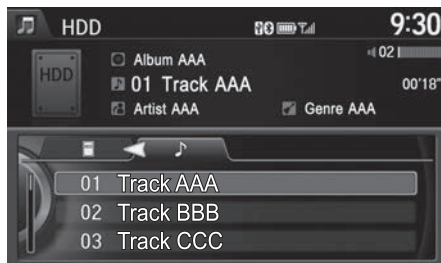 HDD
9:30
HDD
Album AAA
02
01 Track AAA
00'18"
Artist AAA
Genre AAA
01 Track AAA
02 Track BBB
03 Track CCC